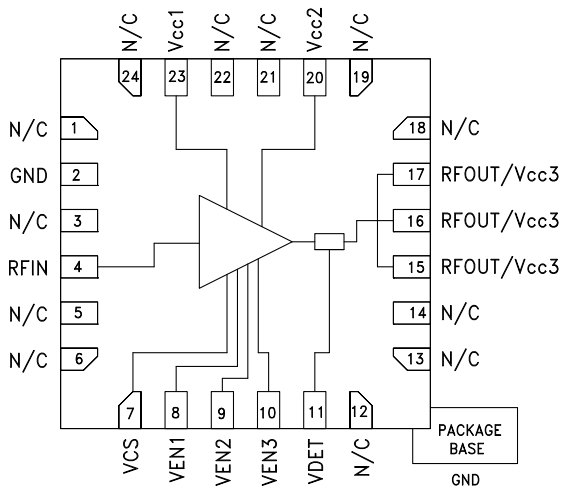 N/C
Vcc1
N/C
N/C
Vcc2
N/C
24
23
22
21
20
19
N/C 1
GND 2
N/C 3
RFIN 4
N/C 5
N/C 6
18 N/C
17 RFOUT/Vcc3
16 RFOUT/Vcc3
15 RFOUT/Vcc3
14 N/C
13 N/C
7
8
9
10
11
12
VCS
VEN1
VEN2
VEN3
VDET
N/C
PACKAGE
BASE
GND